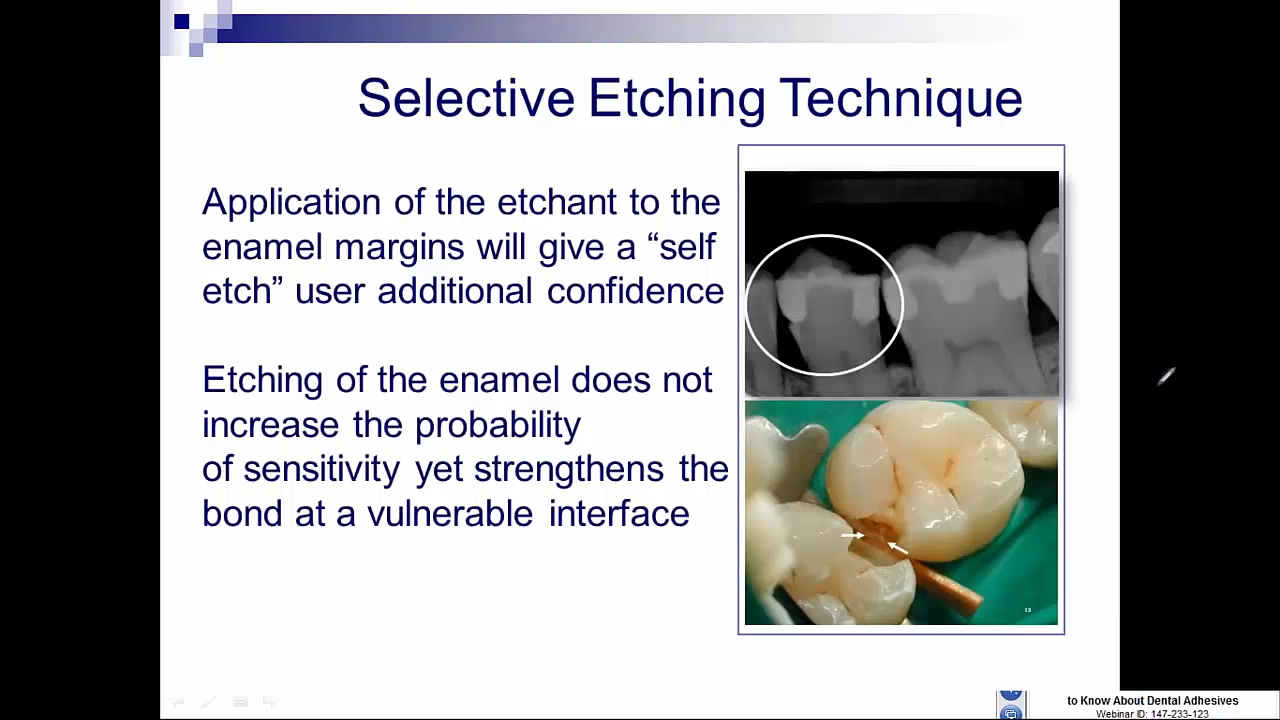 Selective Etching Technique
Application of the etchant to the
enamel margins will give a “self
etch” user additional confidence
Etching of the enamel does not
increase the probability
of sensitivity yet strengthens the
bond at a vulnerable interface
13
to Know About Dental Adhesives
Webinar ID: 147-233-123